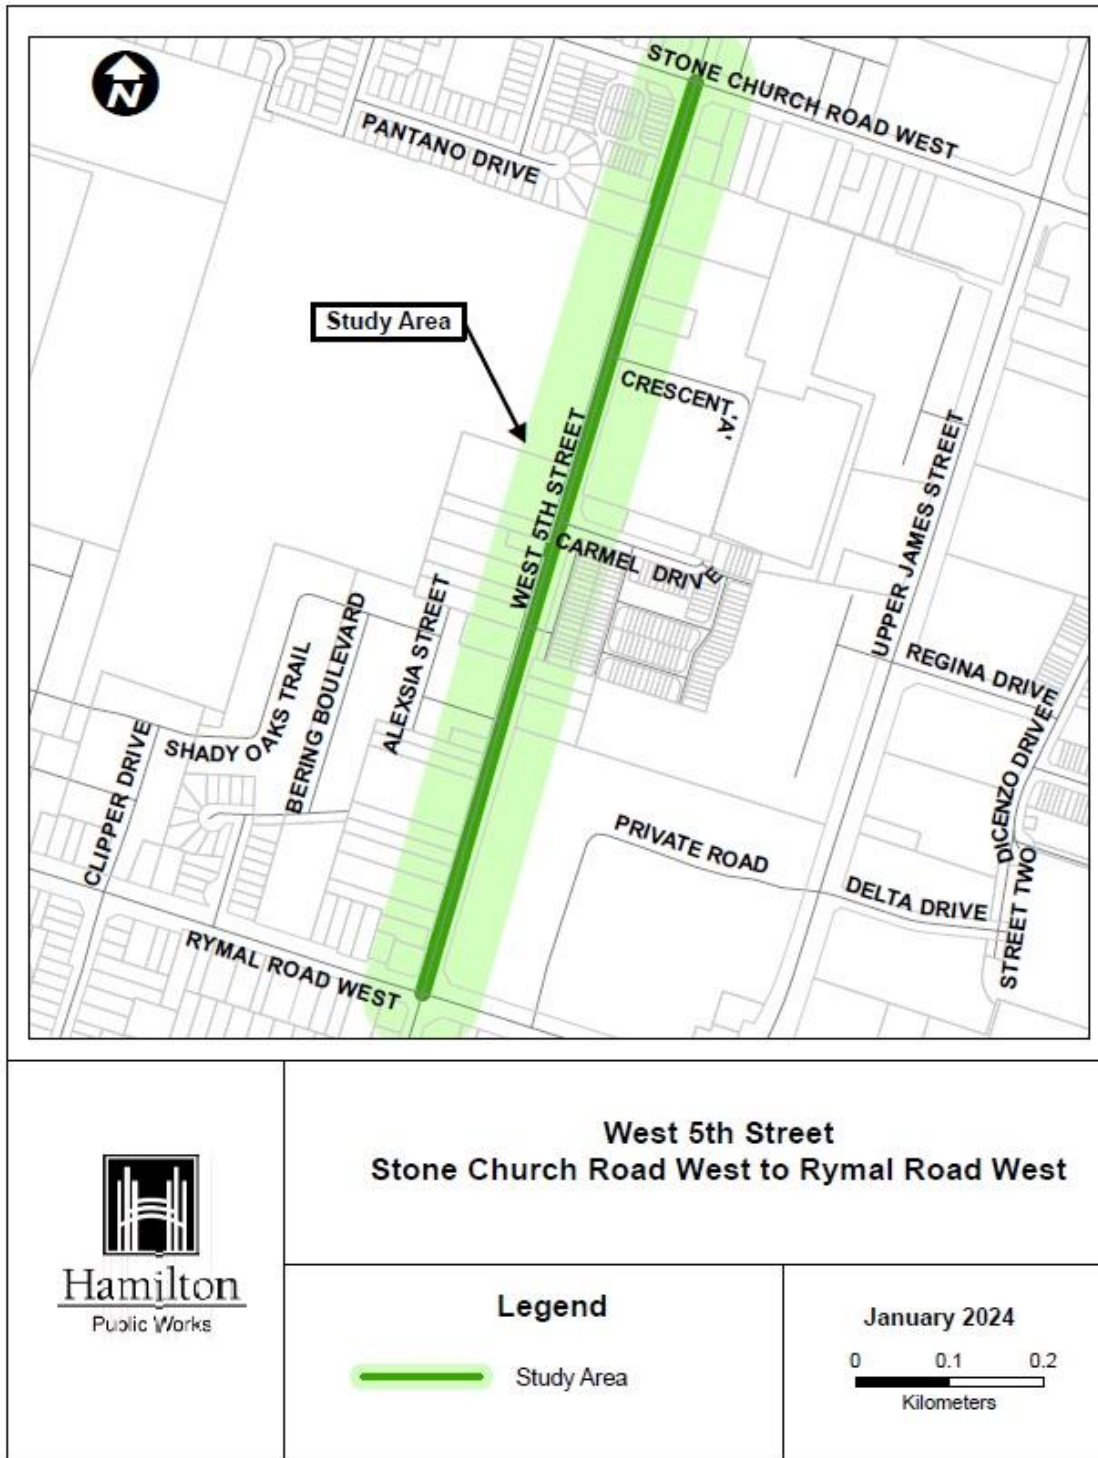 N
STONE CHURCH ROAD WEST
PANTANO DRIVE
Study Area
CRESCENT 'A'
WEST 5TH STREET
UPPER JAMES STREET
CARMEL DRIVE
ALEXSIA STREET
BERING BOULEVARD
SHADY OAKS TRAIL
CLIPPER DRIVE
REGINA DRIVE
DICENZO DRIVE
PRIVATE ROAD
DELTA DRIVE
STREET TWO
RYMAL ROAD WEST
West 5th Street
Stone Church Road West to Rymal Road West
Hamilton
Public Works
Legend
Study Area
January 2024
0 0.1 0.2
Kilometers